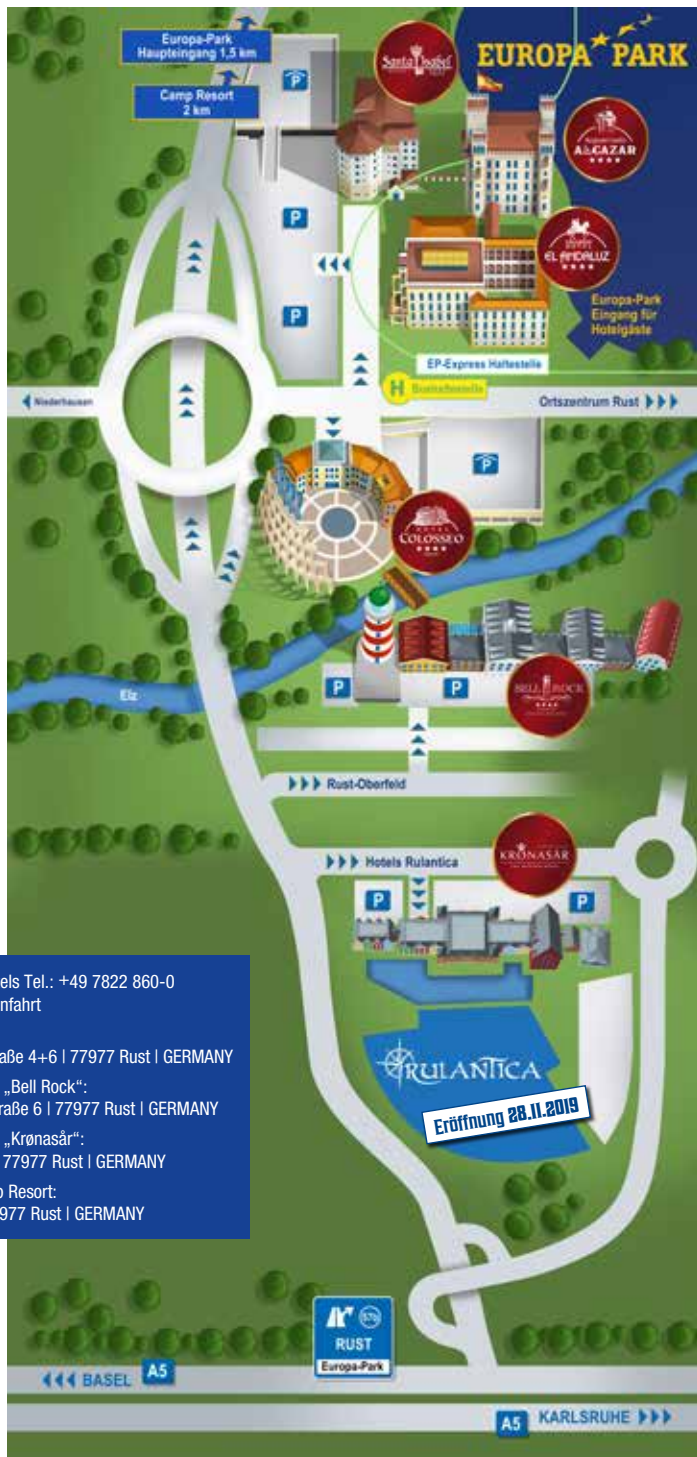 Europa-Park
Haupteingang 1,5 km
Camp Resort
2 km
P
Santa Isabel
EUROPA PARK
ALCAZAR
P
EL ANDALUZ
P
Europa-Park
Eingang für
Hotelgäste
EP-Express Haltestelle
H Bushaltestelle
Niederhausen
Ortszentrum Rust
P
HOTEL
COLOSSEO
Elz
P
P
BELL ROCK
Rust-Oberfeld
KRØNASÅR
Hotels Rulantica
P
P
els Tel.: +49 7822 860-0
nfahrt
aße 4+6 | 77977 Rust | GERMANY
„Bell Rock“:
raße 6 | 77977 Rust | GERMANY
„Krønasår“:
77977 Rust | GERMANY
p Resort:
977 Rust | GERMANY
RULANTICA
Eröffnung 28.11.2019
57b
RUST
Europa-Park
BASEL A5
A5 KARLSRUHE